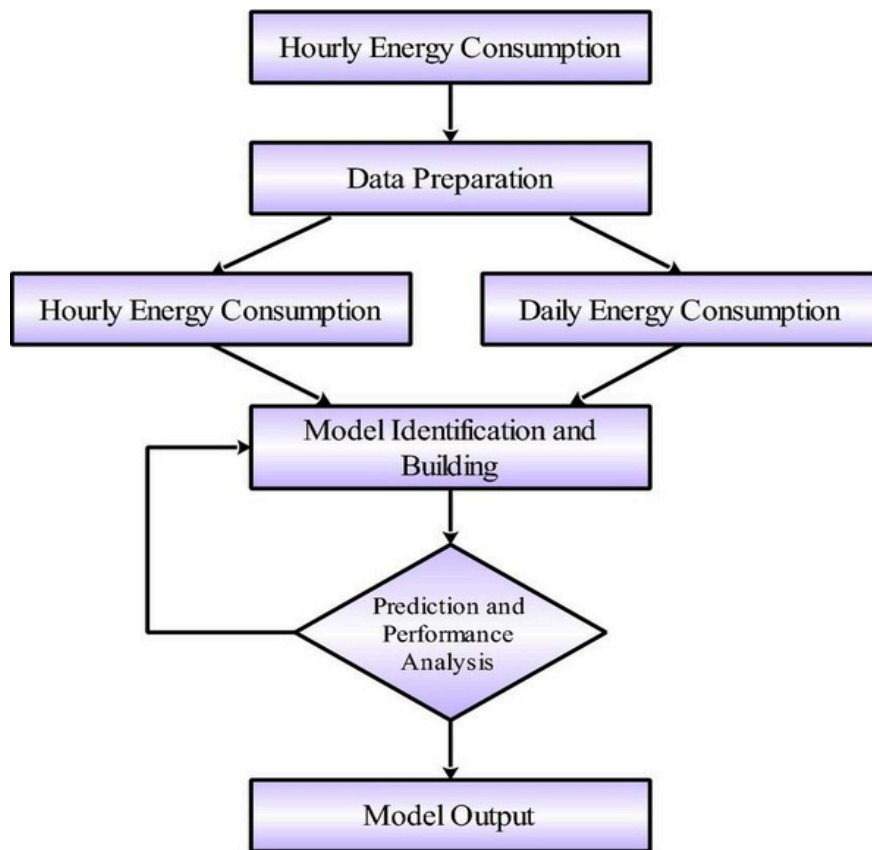 Hourly Energy Consumption
Data Preparation
Hourly Energy Consumption
Daily Energy Consumption
Model Identification and
Building
Prediction and
Performance
Analysis
Model Output